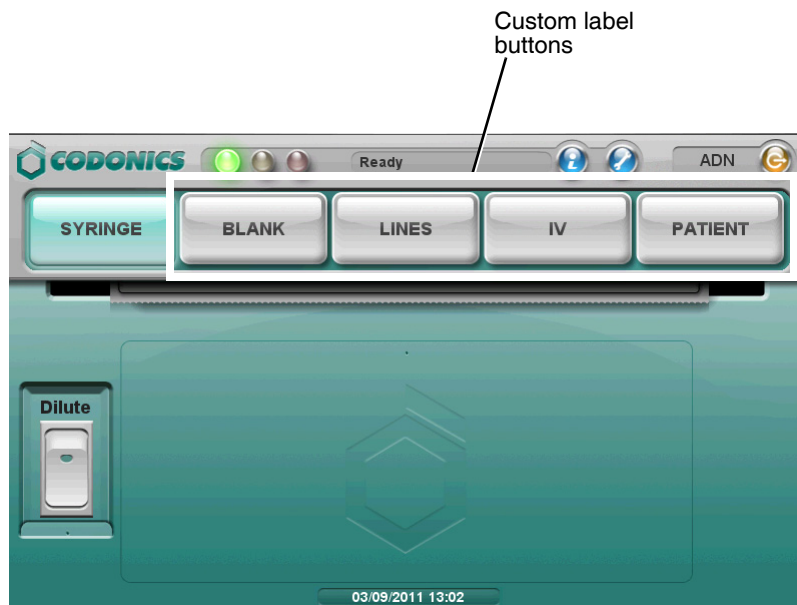 Custom label
buttons
CODONICS
Ready
ADN
SYRINGE
BLANK
LINES
IV
PATIENT
Dilute
03/09/2011 13:02